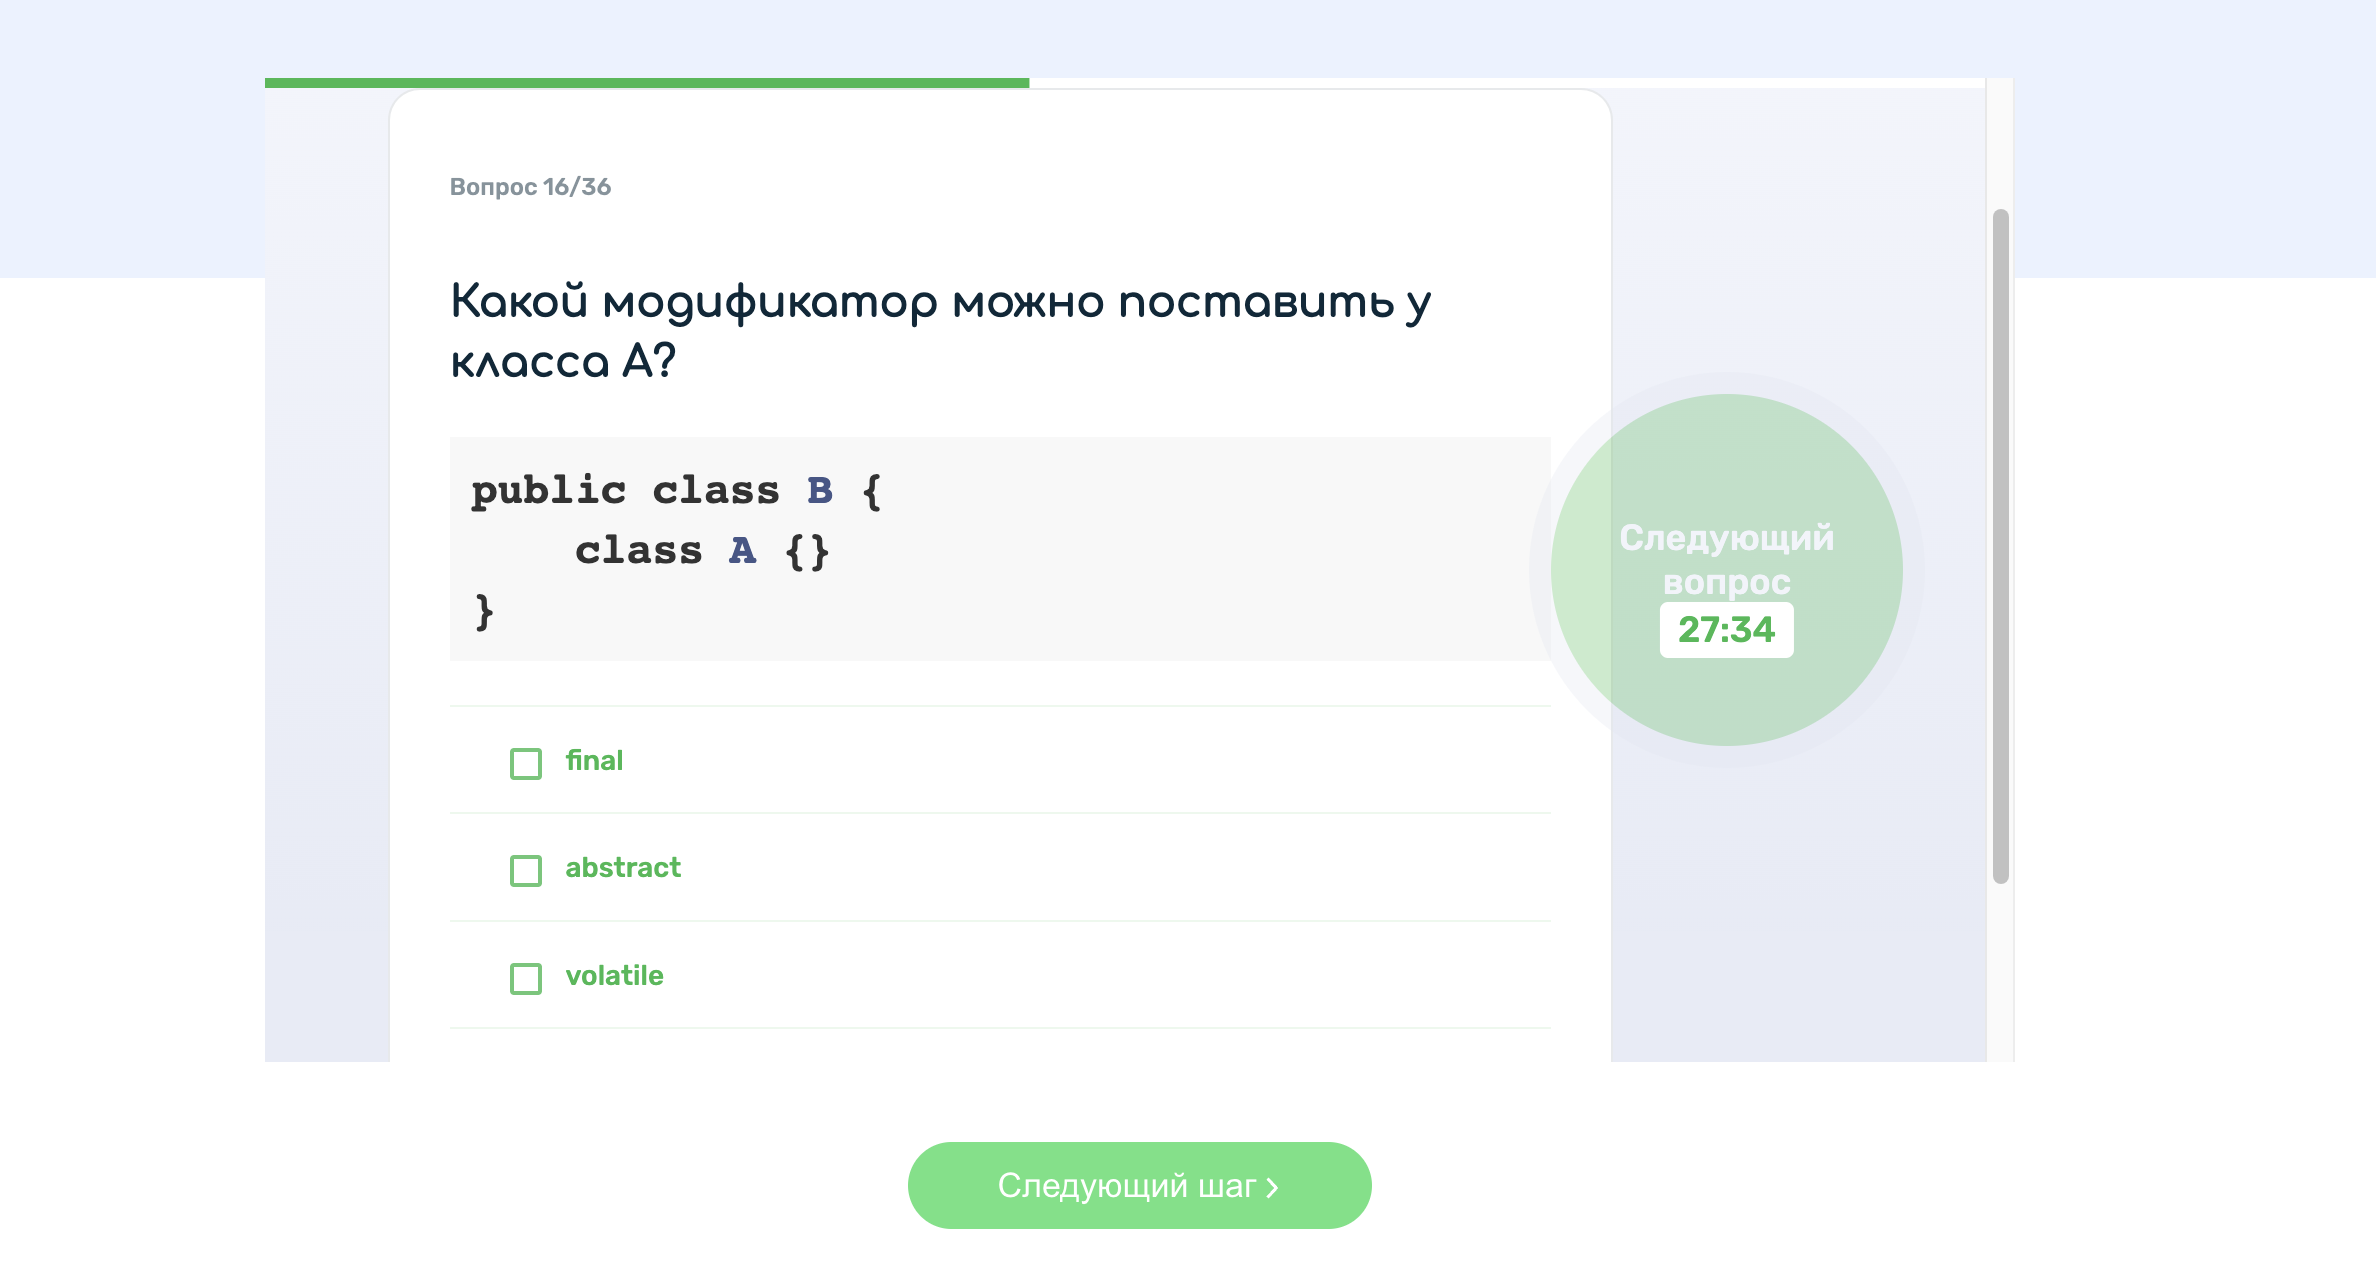 Вопрос 16/36
Какой модификатор можно поставить у
класса А?
public class B {
    class A {}
}
Следующий
вопрос
27:34
final
abstract
volatile
Следующий шаг >